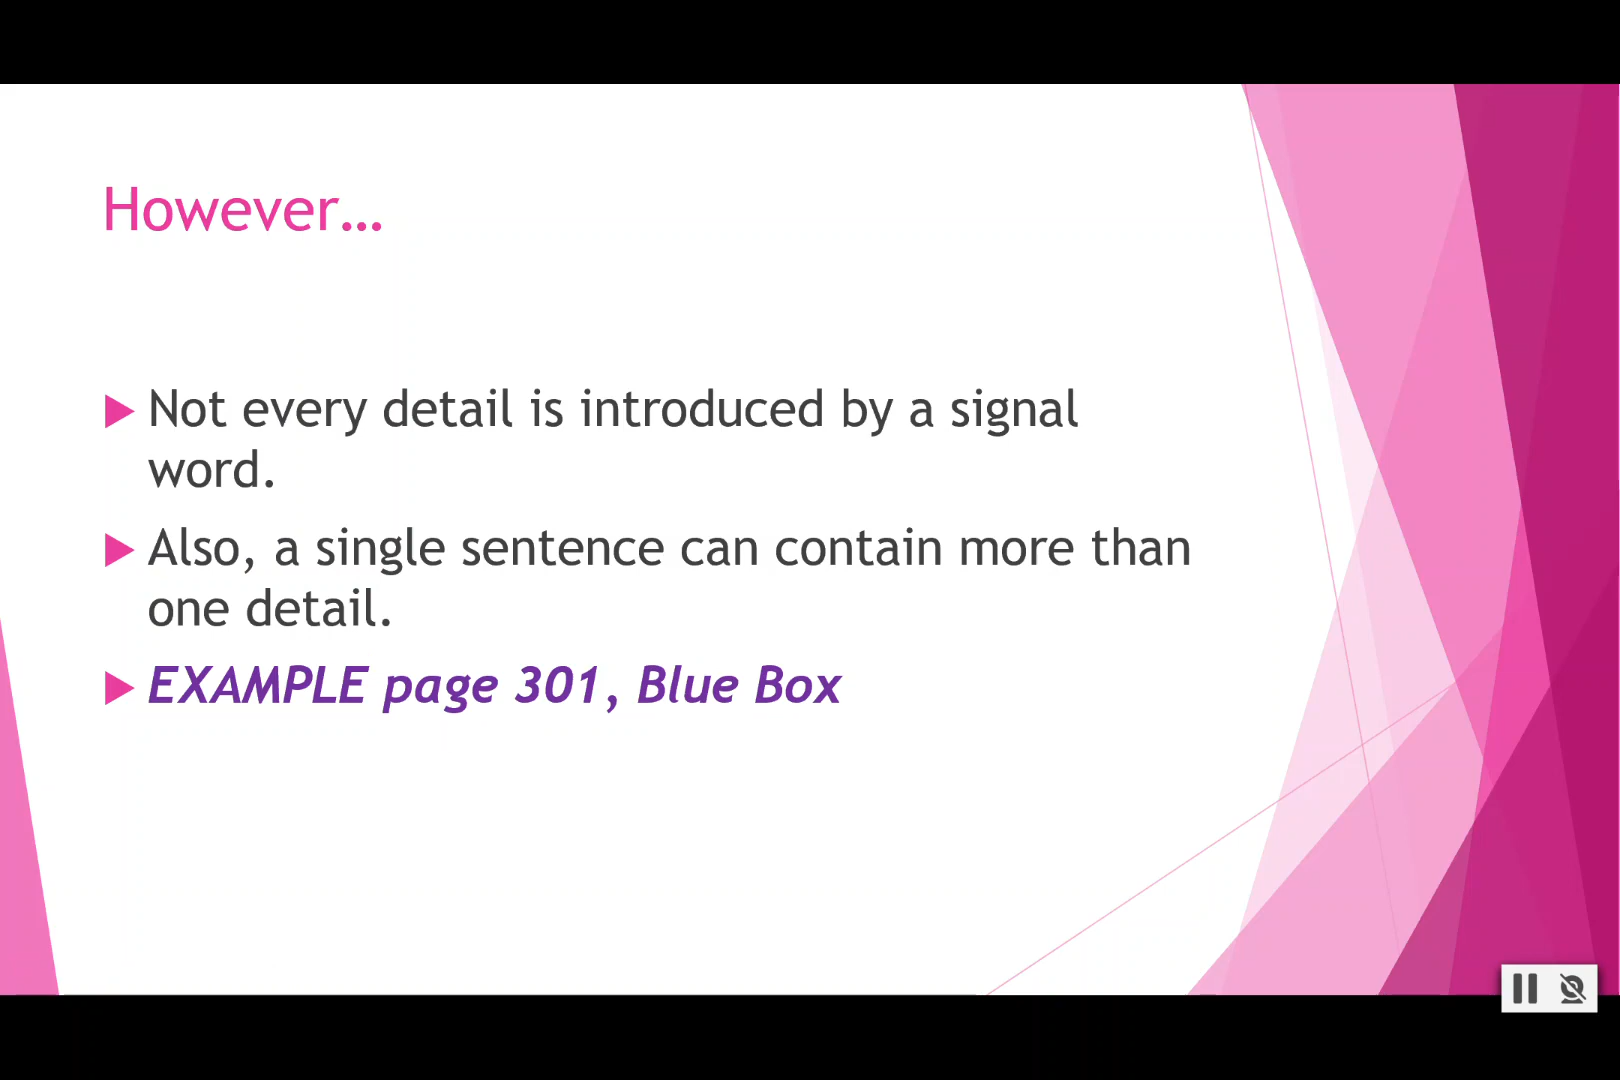 However...
Not every detail is introduced by a signal
word.
Also, a single sentence can contain more than
one detail.
EXAMPLE page 301, Blue Box